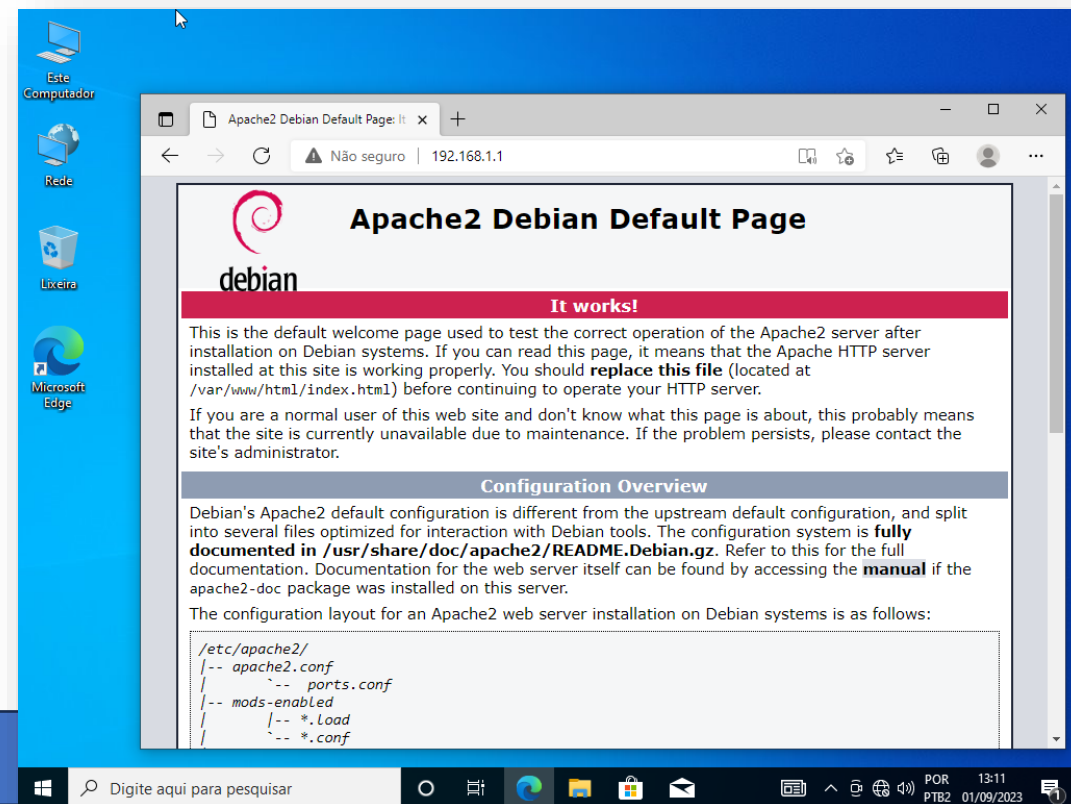 Este
Computador
Rede
Lixeira
Microsoft
Edge
Apache2 Debian Default Page: It
Não seguro
192.168.1.1
debian
Apache2 Debian Default Page
It works!
This is the default welcome page used to test the correct operation of the Apache2 server after
installation on Debian systems. If you can read this page, it means that the Apache HTTP server
installed at this site is working properly. You should replace this file (located at
/var/www/html/index.html) before continuing to operate your HTTP server.
If you are a normal user of this web site and don't know what this page is about, this probably means
that the site is currently unavailable due to maintenance. If the problem persists, please contact the
site's administrator.
Configuration Overview
Debian's Apache2 default configuration is different from the upstream default configuration, and split
into several files optimized for interaction with Debian tools. The configuration system is fully
documented in /usr/share/doc/apache2/README.Debian.gz. Refer to this for the full
documentation. Documentation for the web server itself can be found by accessing the manual if the
apache2-doc package was installed on this server.
The configuration layout for an Apache2 web server installation on Debian systems is as follows:
/etc/apache2/
|-- apache2.conf
|       `--  ports.conf
|-- mods-enabled
|       |-- *.load
|       `-- *.conf
Digite aqui para pesquisar
POR
PTB2
13:11
01/09/2023
1